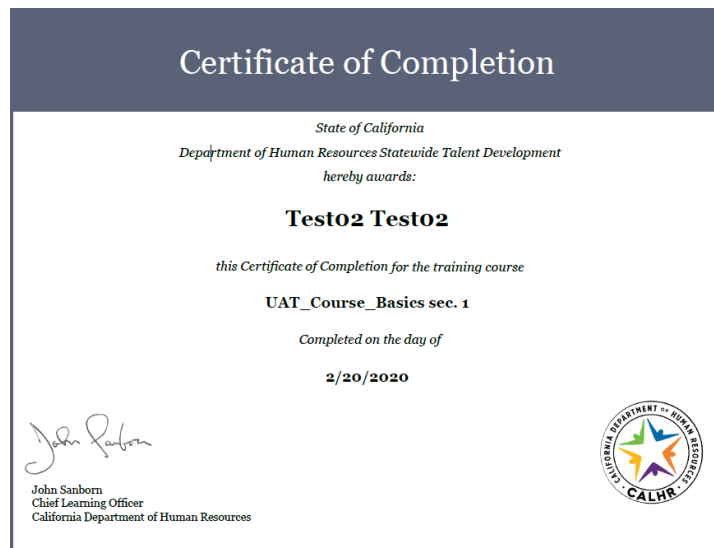 Certificate of Completion
State of California
Department of Human Resources Statewide Talent Development
hereby awards:
Test02 Test02
this Certificate of Completion for the training course
UAT_Course_Basics sec. 1
Completed on the day of
2/20/2020
John Sanborn
John Sanborn
Chief Learning Officer
California Department of Human Resources
CALIFORNIA DEPARTMENT OF HUMAN RESOURCES
CALHR